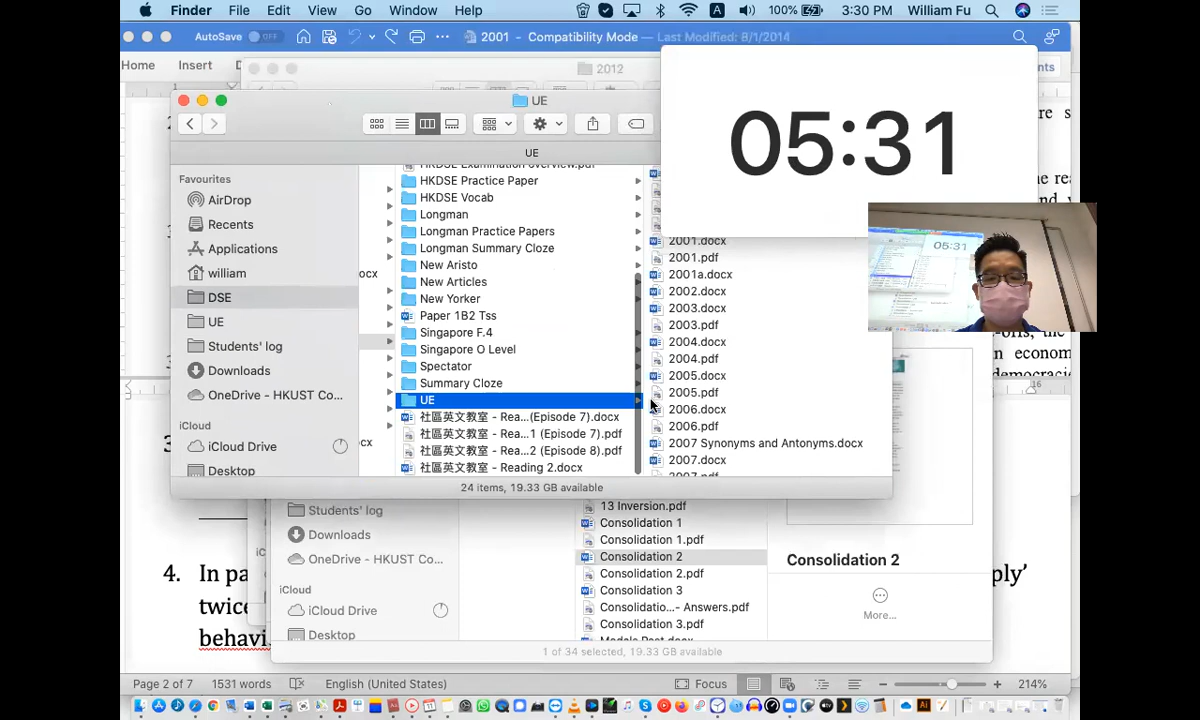 Finder File Edit View Go Window Help 100% 3:30 PM William Fu
AutoSave OFF 2001 - Compatibility Mode — Last Modified: 8/1/2014
Home Insert 2012
UE
05:31
UE
Favourites
AirDrop
Recents
Applications
william
DSE
UE
Students' log
Downloads
OneDrive - HKUST Co...
iCloud
iCloud Drive
Desktop
HKDSE Examination overview.pdf
HKDSE Practice Paper
HKDSE Vocab
Longman
Longman Practice Papers
Longman Summary Cloze
New Aristo
New Articles
New Yorker
Paper 1B2 Tss
Singapore F.4
Singapore O Level
Spectator
Summary Cloze
UE
社區英文教室 - Rea...(Episode 7).docx
社區英文教室 - Rea...1 (Episode 7).pdf
社區英文教室 - Rea...2 (Episode 8).pdf
社區英文教室 - Reading 2.docx
2001.docx
2001.pdf
2001a.docx
2002.docx
2003.docx
2003.pdf
2004.docx
2004.pdf
2005.docx
2005.pdf
2006.docx
2006.pdf
2007 Synonyms and Antonyms.docx
2007.docx
2007.pdf
24 items, 19.33 GB available
Students' log
Downloads
OneDrive - HKUST Co...
iCloud
iCloud Drive
Desktop
13 Inversion.pdf
Consolidation 1
Consolidation 1.pdf
Consolidation 2
Consolidation 2.pdf
Consolidation 3
Consolidatio...- Answers.pdf
Consolidation 3.pdf
Modals Past.docx
Consolidation 2
More...
1 of 34 selected, 19.33 GB available
4. In pa
twice
behavi
ply'
Page 2 of 7 1531 words English (United States) Focus 214%